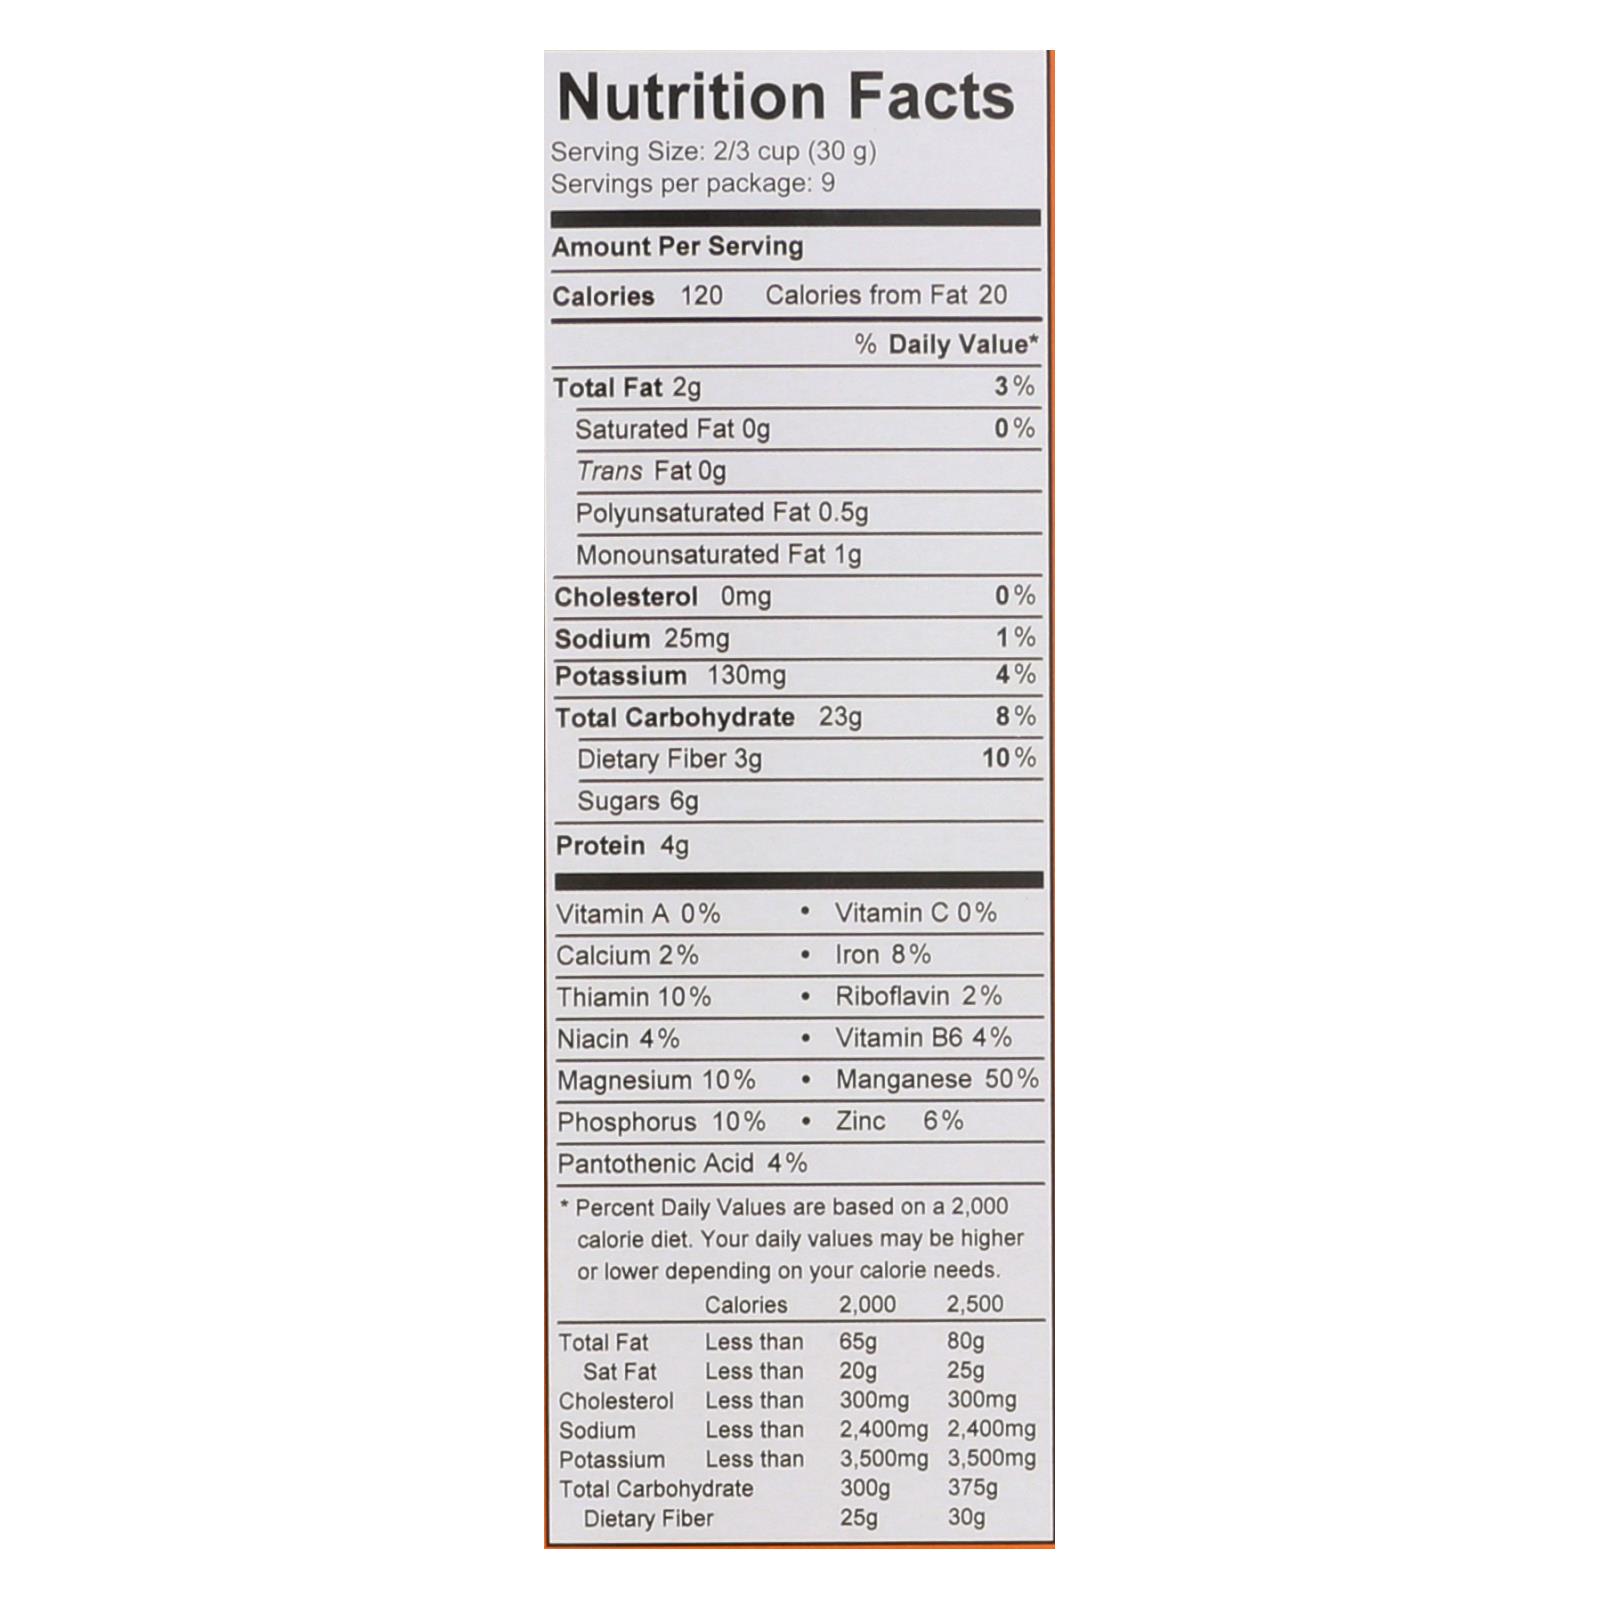 Nutrition Facts
Serving Size: 2/3 cup (30 g)
Servings per package: 9
Amount Per Serving
Calories 120 Calories from Fat 20
% Daily Value*
Total Fat 2g 3%
Saturated Fat 0g 0%
Trans Fat 0g
Polyunsaturated Fat 0.5g
Monounsaturated Fat 1g
Cholesterol 0mg 0%
Sodium 25mg 1%
Potassium 130mg 4%
Total Carbohydrate 23g 8%
Dietary Fiber 3g 10%
Sugars 6g
Protein 4g
Vitamin A 0% • Vitamin C 0%
Calcium 2% • Iron 8%
Thiamin 10% • Riboflavin 2%
Niacin 4% • Vitamin B6 4%
Magnesium 10% • Manganese 50%
Phosphorus 10% • Zinc 6%
Pantothenic Acid 4%
* Percent Daily Values are based on a 2,000
calorie diet. Your daily values may be higher
or lower depending on your calorie needs.
Calories 2,000 2,500
Total Fat Less than 65g 80g
Sat Fat Less than 20g 25g
Cholesterol Less than 300mg 300mg
Sodium Less than 2,400mg 2,400mg
Potassium Less than 3,500mg 3,500mg
Total Carbohydrate 300g 375g
Dietary Fiber 25g 30g